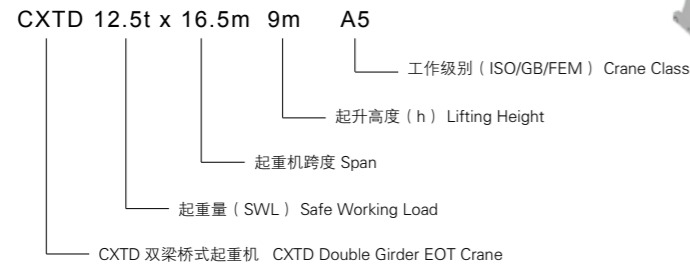 CXTD 12.5t x 16.5m 9m A5
工作级别（ISO/GB/FEM） Crane Class
起升高度（h） Lifting Height
起重机跨度 Span
起重量（SWL） Safe Working Load
CXTD 双梁桥式起重机 CXTD Double Girder EOT Crane